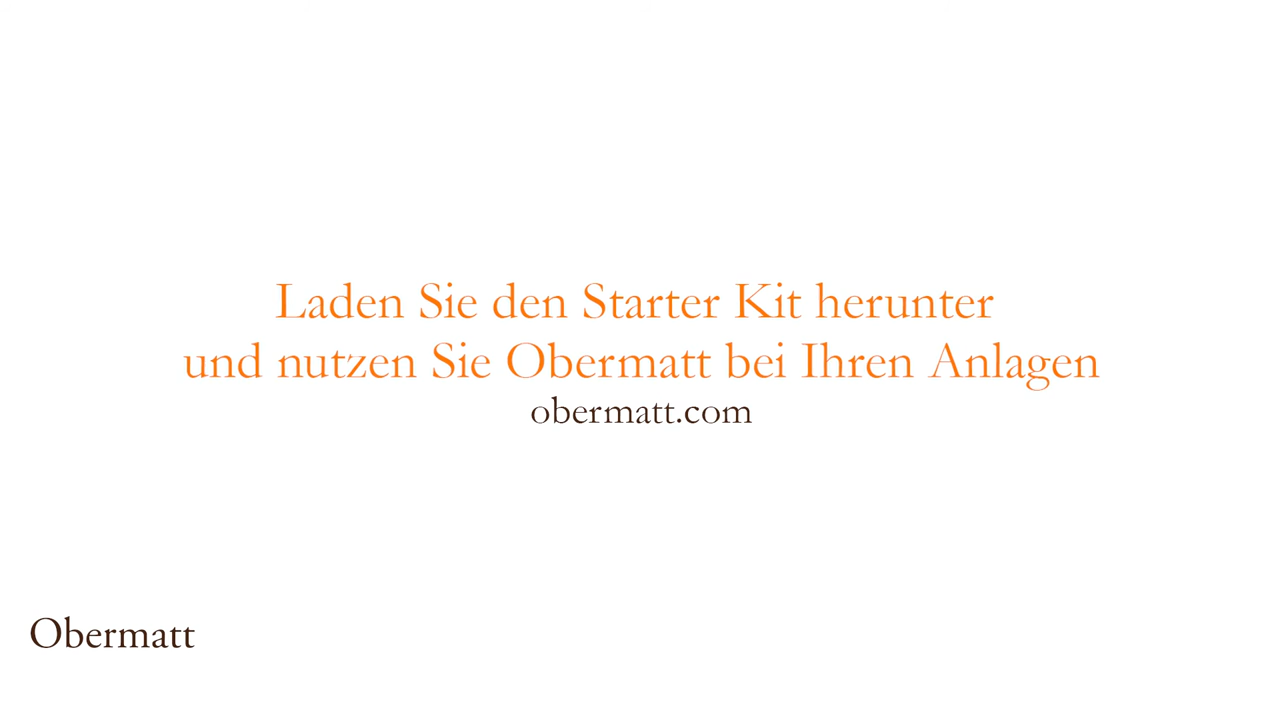 Laden Sie den Starter Kit herunter
und nutzen Sie Obermatt bei Ihren Anlagen
obermatt.com
Obermatt